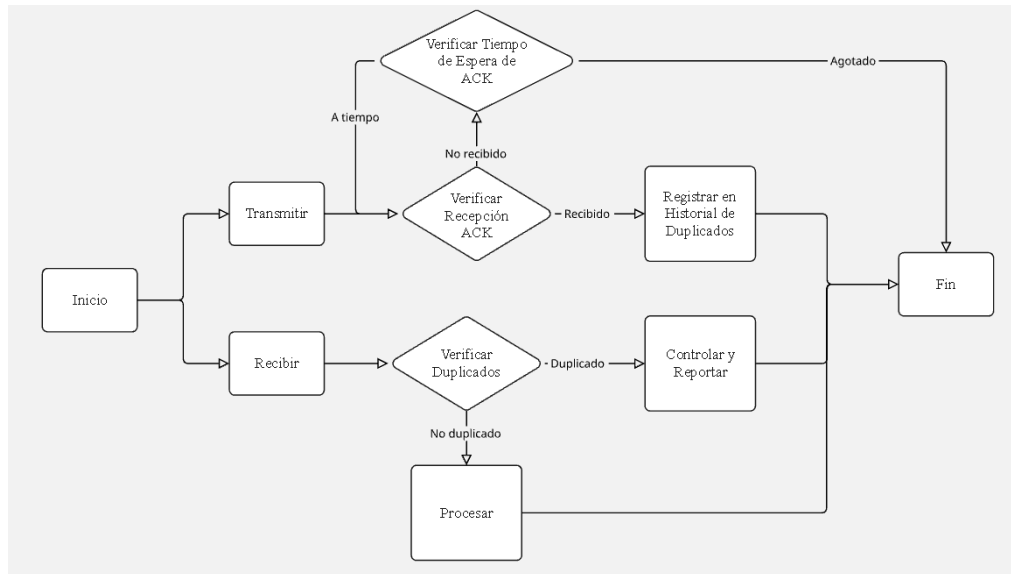 Verificar Tiempo
de Espera de
ACK
Agotado
A tiempo
No recibido
Transmitir
Verificar
Recepción
ACK
Recibido
Registrar en
Historial de
Duplicados
Inicio
Fin
Recibir
Verificar
Duplicados
Duplicado
Controlar y
Reportar
No duplicado
Procesar